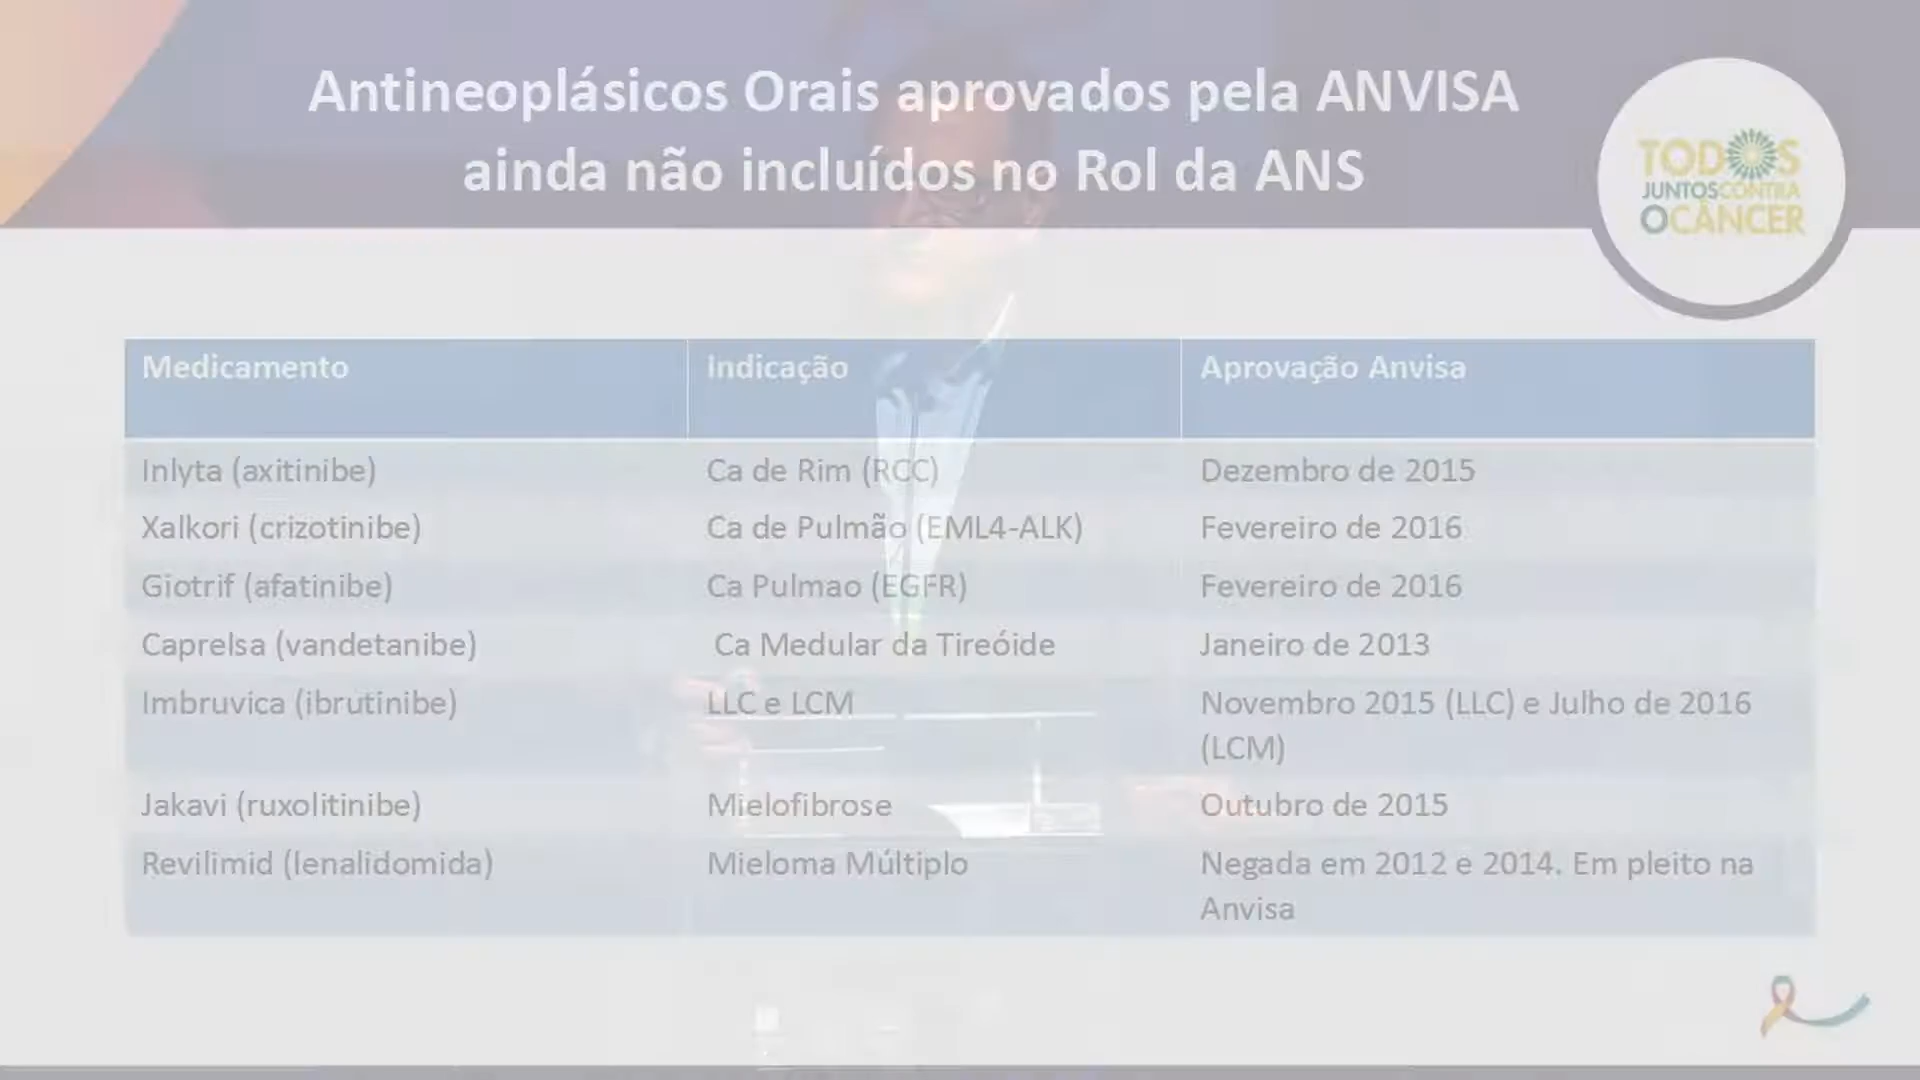 Antineoplásicos Orais aprovados pela ANVISA
ainda não incluídos no Rol da ANS
TODOS
JUNTOS CONTRA
O CÂNCER
Medicamento Indicação Aprovação Anvisa
Inlyta (axitinibe) Ca de Rim (RCC) Dezembro de 2015
Xalkori (crizotinibe) Ca de Pulmão (EML4-ALK) Fevereiro de 2016
Giotrif (afatinibe) Ca Pulmao (EGFR) Fevereiro de 2016
Caprelsa (vandetanibe) Ca Medular da Tireóide Janeiro de 2013
Imbruvica (ibrutinibe) LLC e LCM Novembro 2015 (LLC) e Julho de 2016
(LCM)
Jakavi (ruxolitinibe) Mielofibrose Outubro de 2015
Revilimid (lenalidomida) Mieloma Múltiplo Negada em 2012 e 2014. Em pleito na
Anvisa